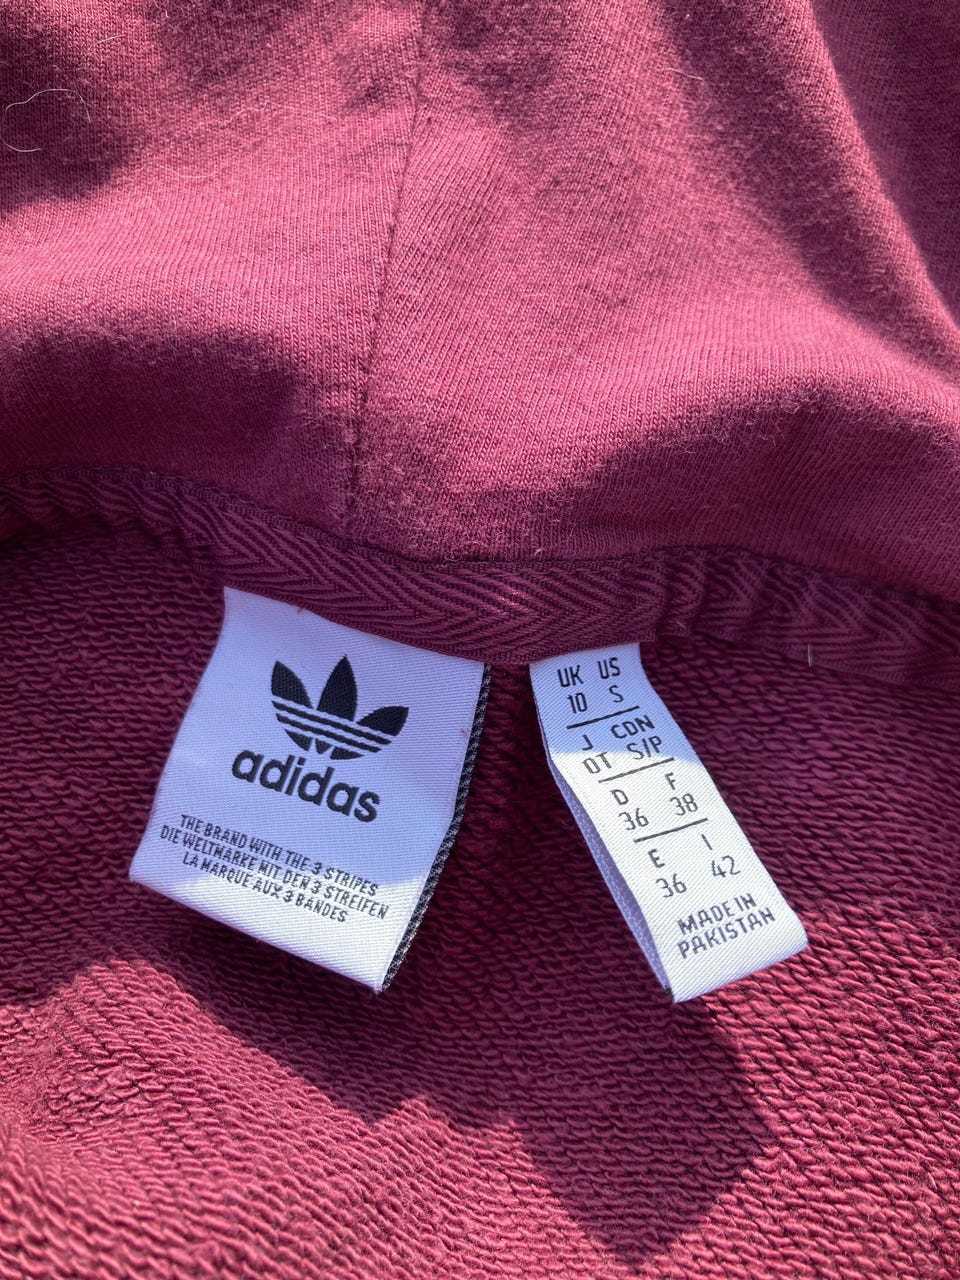 adidas
THE BRAND WITH THE 3 STRIPES
DIE WELTMARKE MIT DEN 3 STREIFEN
LA MARQUE AUX 3 BANDES
UK US
10 S
J CDN
OT S/P
D F
36 38
E I
36 42
MADE IN
PAKISTAN